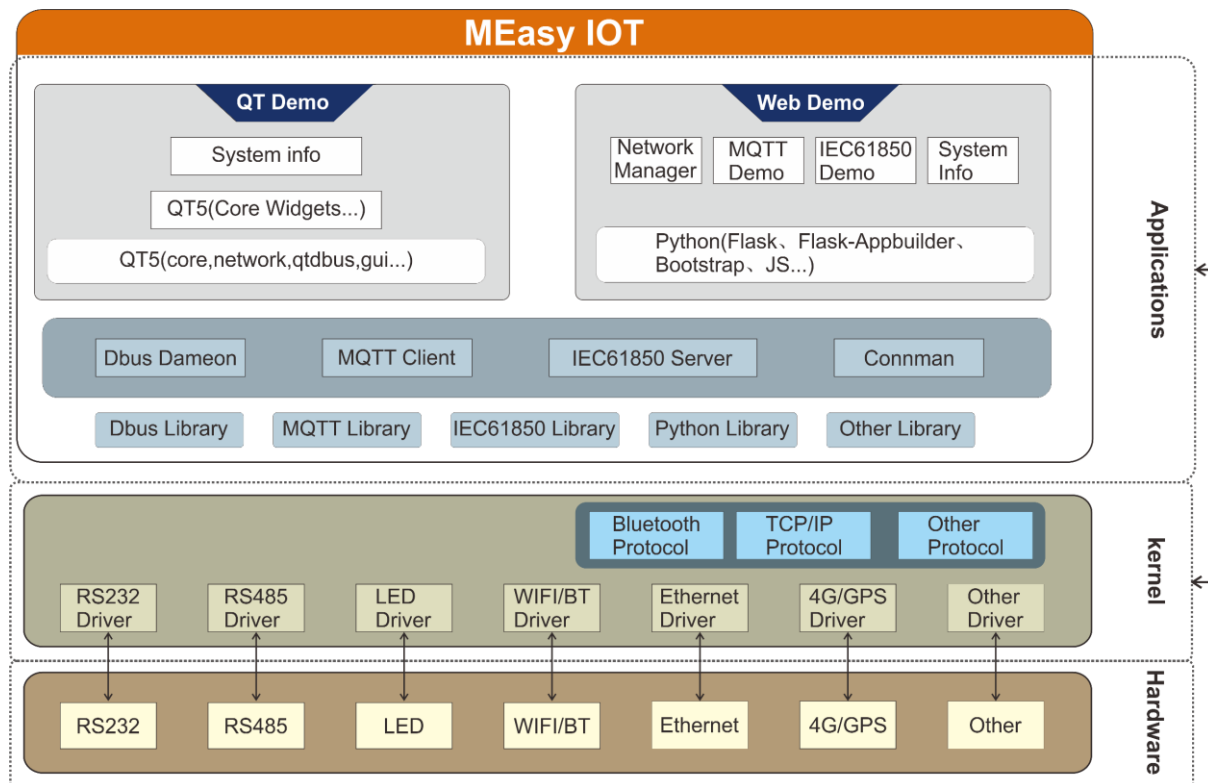 MEasy IOT
QT Demo
System info
QT5(Core Widgets...)
QT5(core,network,qtdbus,gui...)
Web Demo
Network
Manager
MQTT
Demo
IEC61850
Demo
System
Info
Python(Flask、Flask-Appbuilder、
Bootstrap、JS...)
Dbus Dameon
MQTT Client
IEC61850 Server
Connman
Dbus Library
MQTT Library
IEC61850 Library
Python Library
Other Library
Applications
Bluetooth
Protocol
TCP/IP
Protocol
Other
Protocol
RS232
Driver
RS485
Driver
LED
Driver
WIFI/BT
Driver
Ethernet
Driver
4G/GPS
Driver
Other
Driver
kernel
RS232
RS485
LED
WIFI/BT
Ethernet
4G/GPS
Other
Hardware